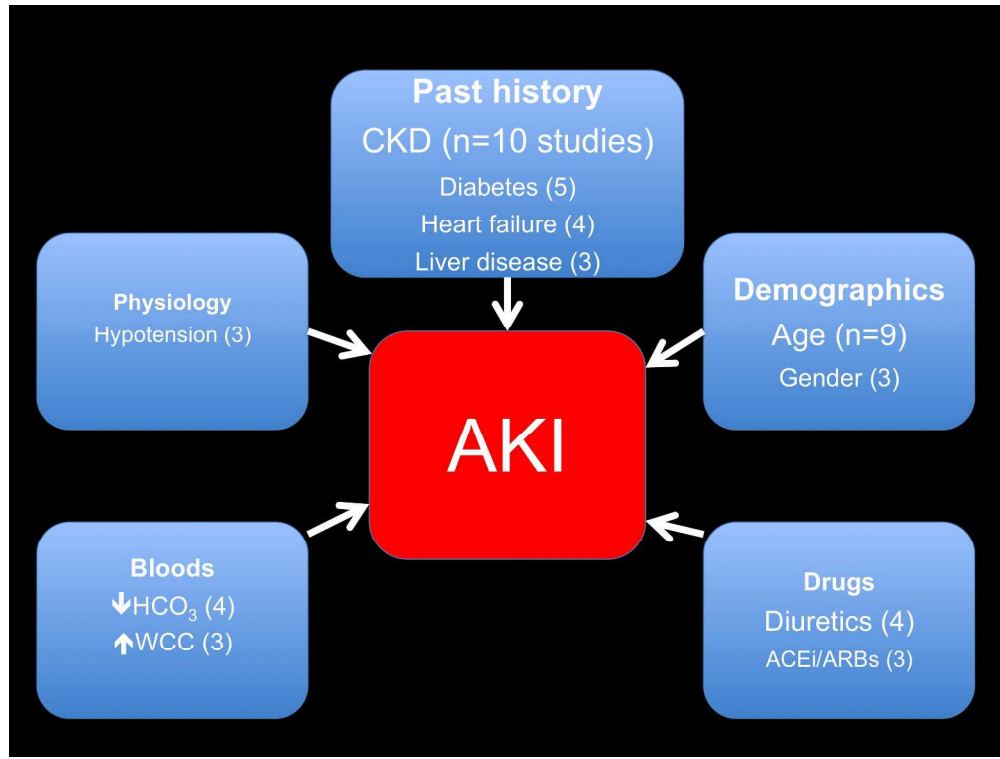 Past history
CKD (n=10 studies)
Diabetes (5)
Heart failure (4)
Liver disease (3)
Physiology
Hypotension (3)
Demographics
Age (n=9)
Gender (3)
AKI
Bloods
↓HCO₃ (4)
↑WCC (3)
Drugs
Diuretics (4)
ACEi/ARBs (3)